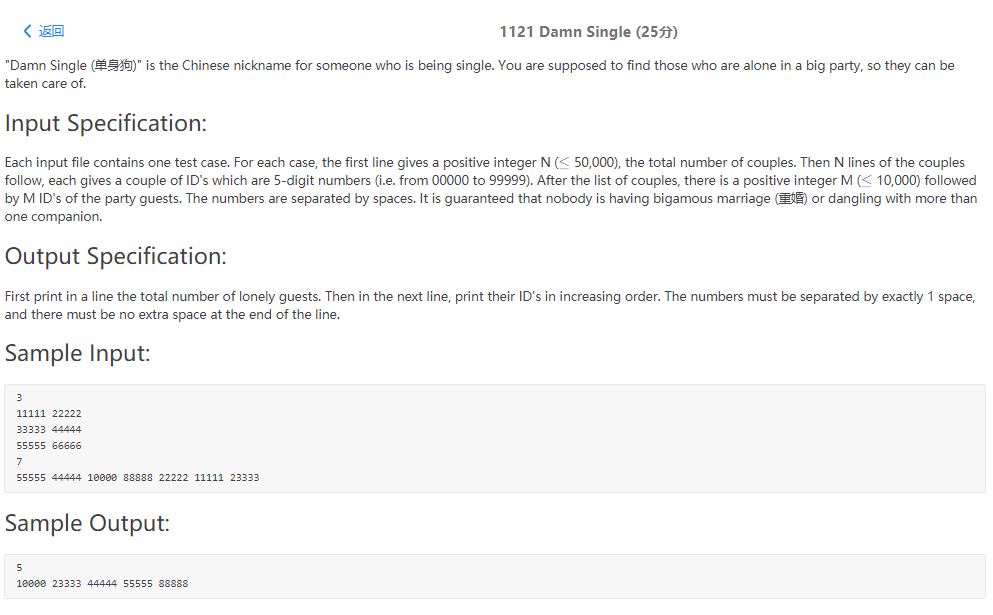 返回
1121 Damn Single (25分)
"Damn Single (单身狗)" is the Chinese nickname for someone who is being single. You are supposed to find those who are alone in a big party, so they can be
taken care of.
Input Specification:
Each input file contains one test case. For each case, the first line gives a positive integer N (≤ 50,000), the total number of couples. Then N lines of the couples
follow, each gives a couple of ID's which are 5-digit numbers (i.e. from 00000 to 99999). After the list of couples, there is a positive integer M (≤ 10,000) followed
by M ID's of the party guests. The numbers are separated by spaces. It is guaranteed that nobody is having bigamous marriage (重婚) or dangling with more than
one companion.
Output Specification:
First print in a line the total number of lonely guests. Then in the next line, print their ID's in increasing order. The numbers must be separated by exactly 1 space,
and there must be no extra space at the end of the line.
Sample Input:
3
11111 22222
33333 44444
55555 66666
7
55555 44444 10000 88888 22222 11111 23333
Sample Output:
5
10000 23333 44444 55555 88888